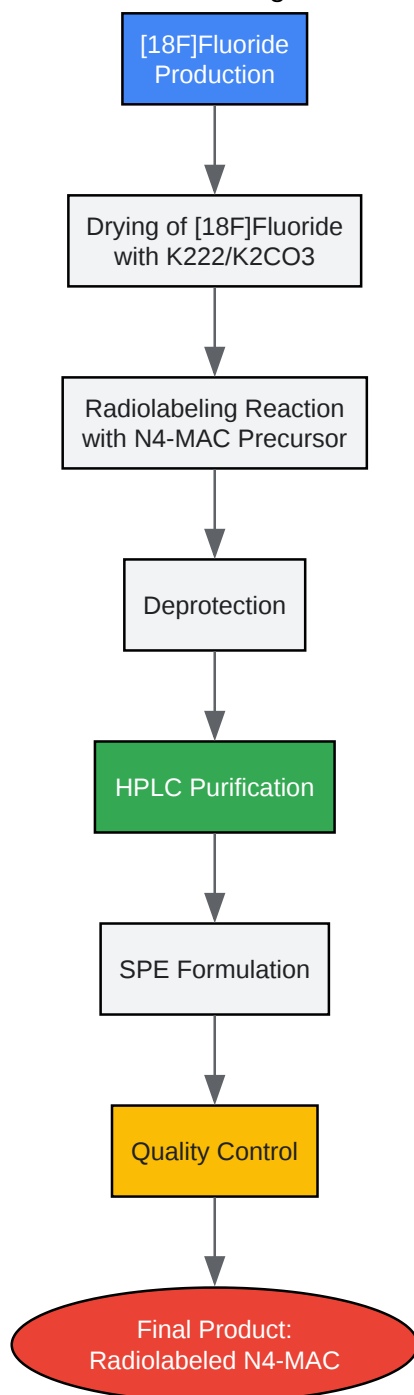 [18F]Fluoride
Production
Drying of [18F]Fluoride
with K222/K2CO3
Radiolabeling Reaction
with N4-MAC Precursor
Deprotection
HPLC Purification
SPE Formulation
Quality Control
Final Product:
Radiolabeled N4-MAC